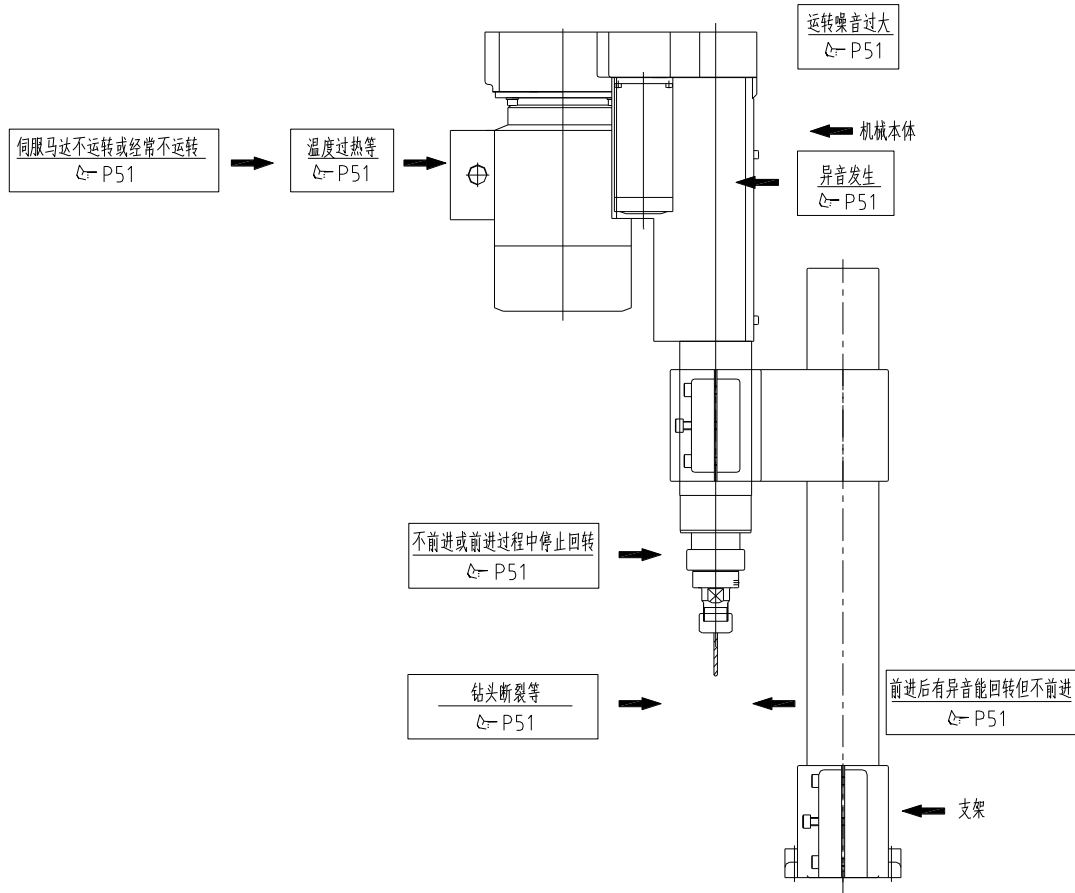 运转噪音过大
P51
机械本体
伺服马达不运转或经常不运转
P51
温度过热等
P51
异音发生
P51
不前进或前进过程中停止回转
P51
钻头断裂等
P51
前进后有异音能回转但不前进
P51
支架